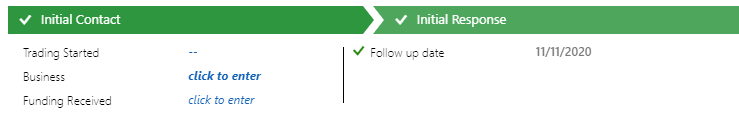 Initial Contact
Initial Response
Trading Started --
Business click to enter
Funding Received click to enter
Follow up date 11/11/2020